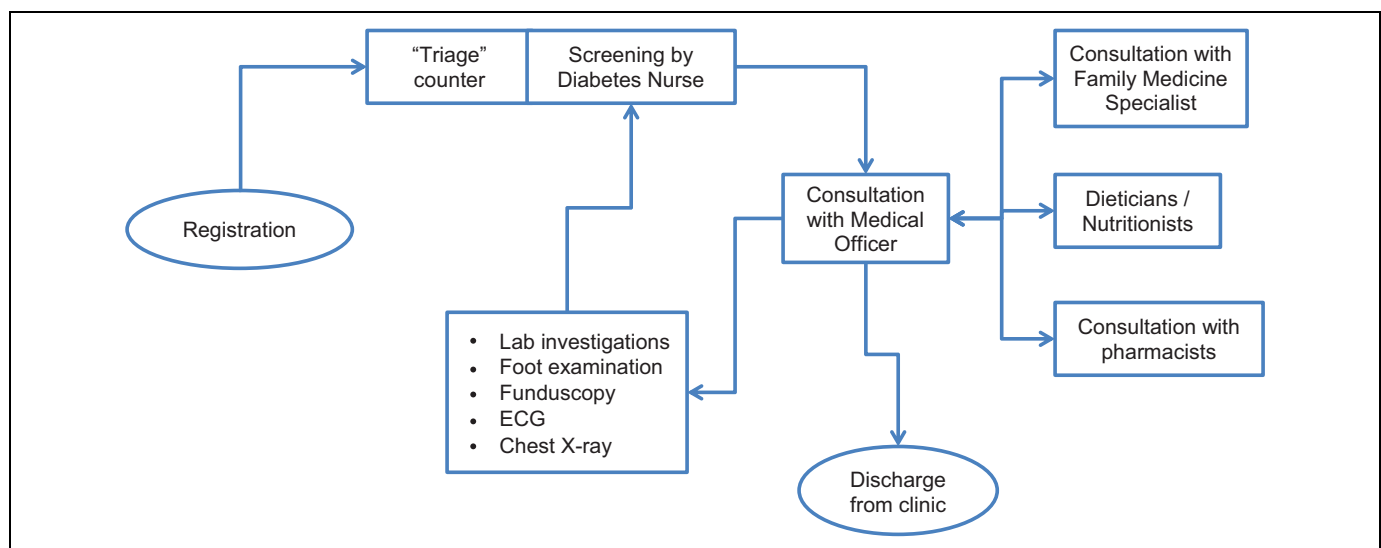 “Triage”
counter
Screening by
Diabetes Nurse
Consultation with
Family Medicine
Specialist
Registration
Consultation
with Medical
Officer
Dieticians /
Nutritionists
• Lab investigations
• Foot examination
• Funduscopy
• ECG
• Chest X-ray
Consultation with
pharmacists
Discharge
from clinic